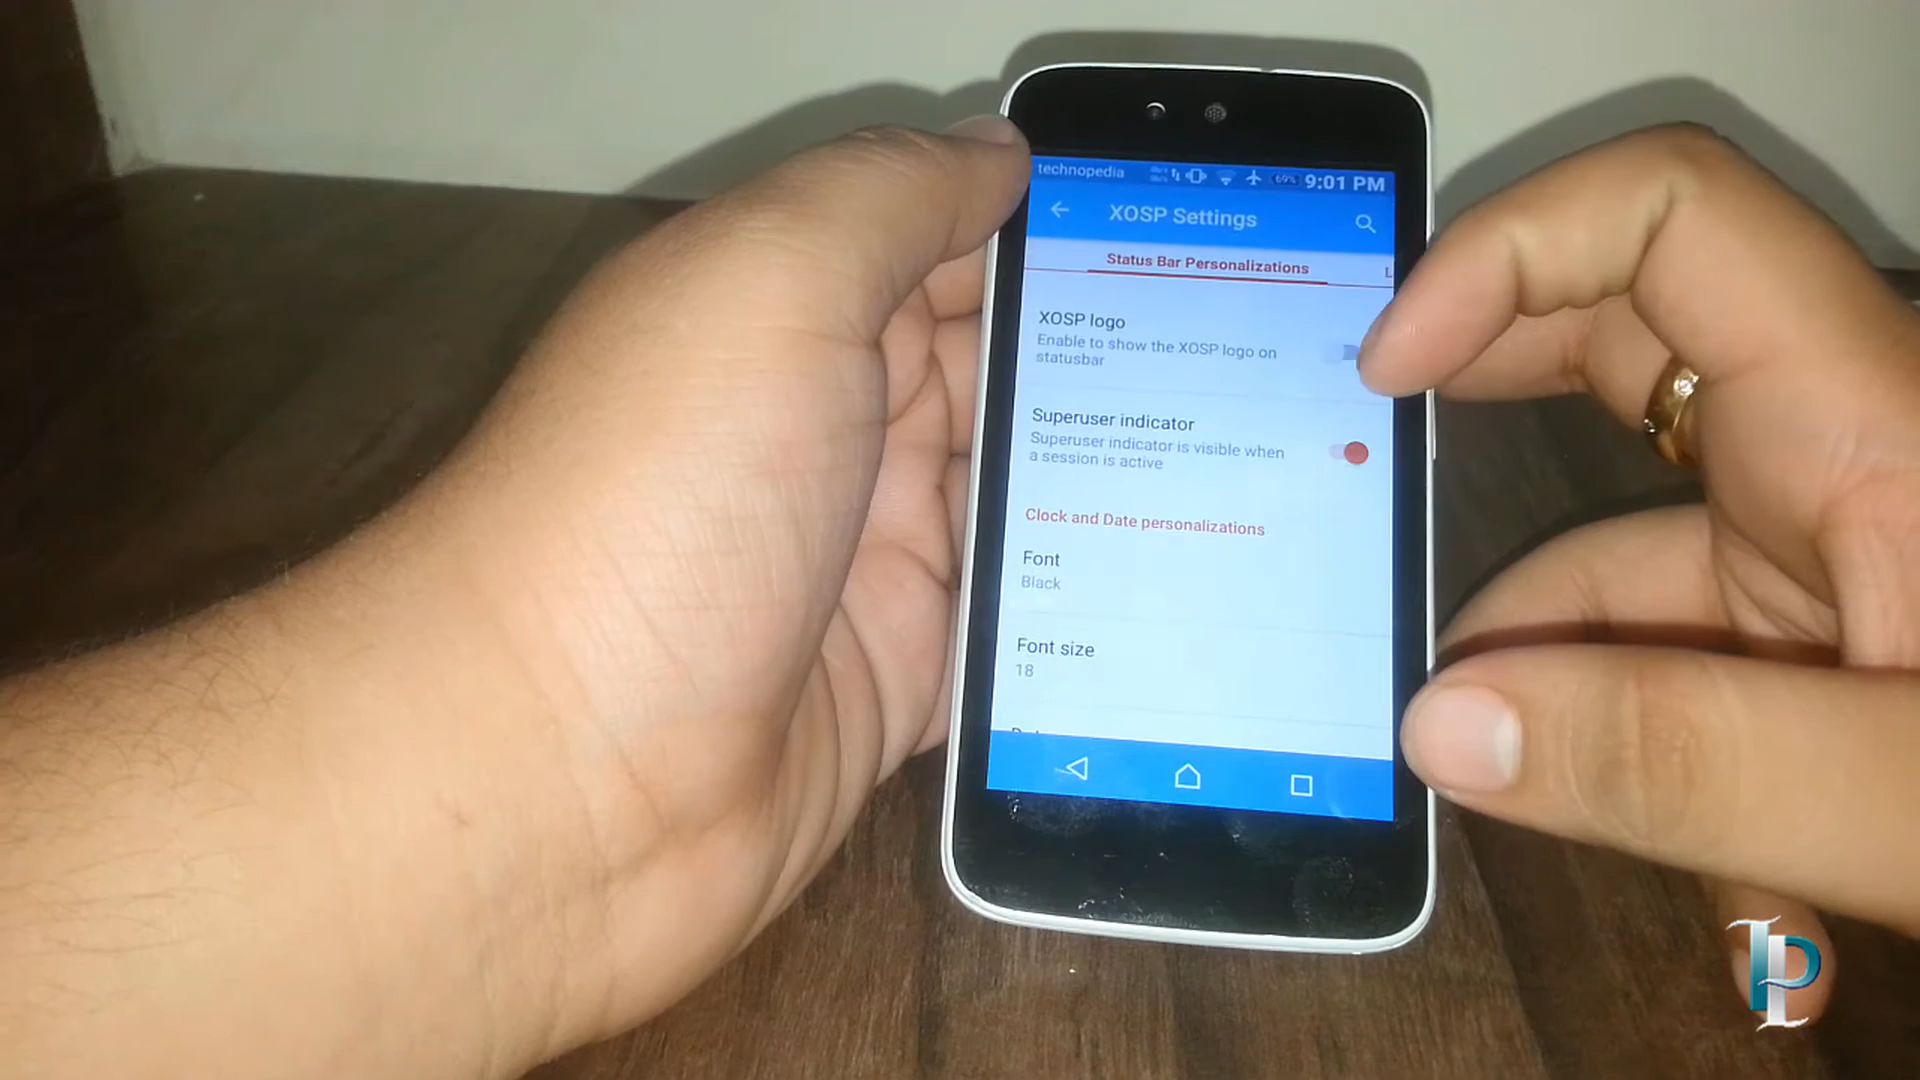 technopedia 69% 9:01 PM
XOSP Settings
Status Bar Personalizations L
XOSP logo
Enable to show the XOSP logo on
statusbar
Superuser indicator
Superuser indicator is visible when
a session is active
Clock and Date personalizations
Font
Black
Font size
18